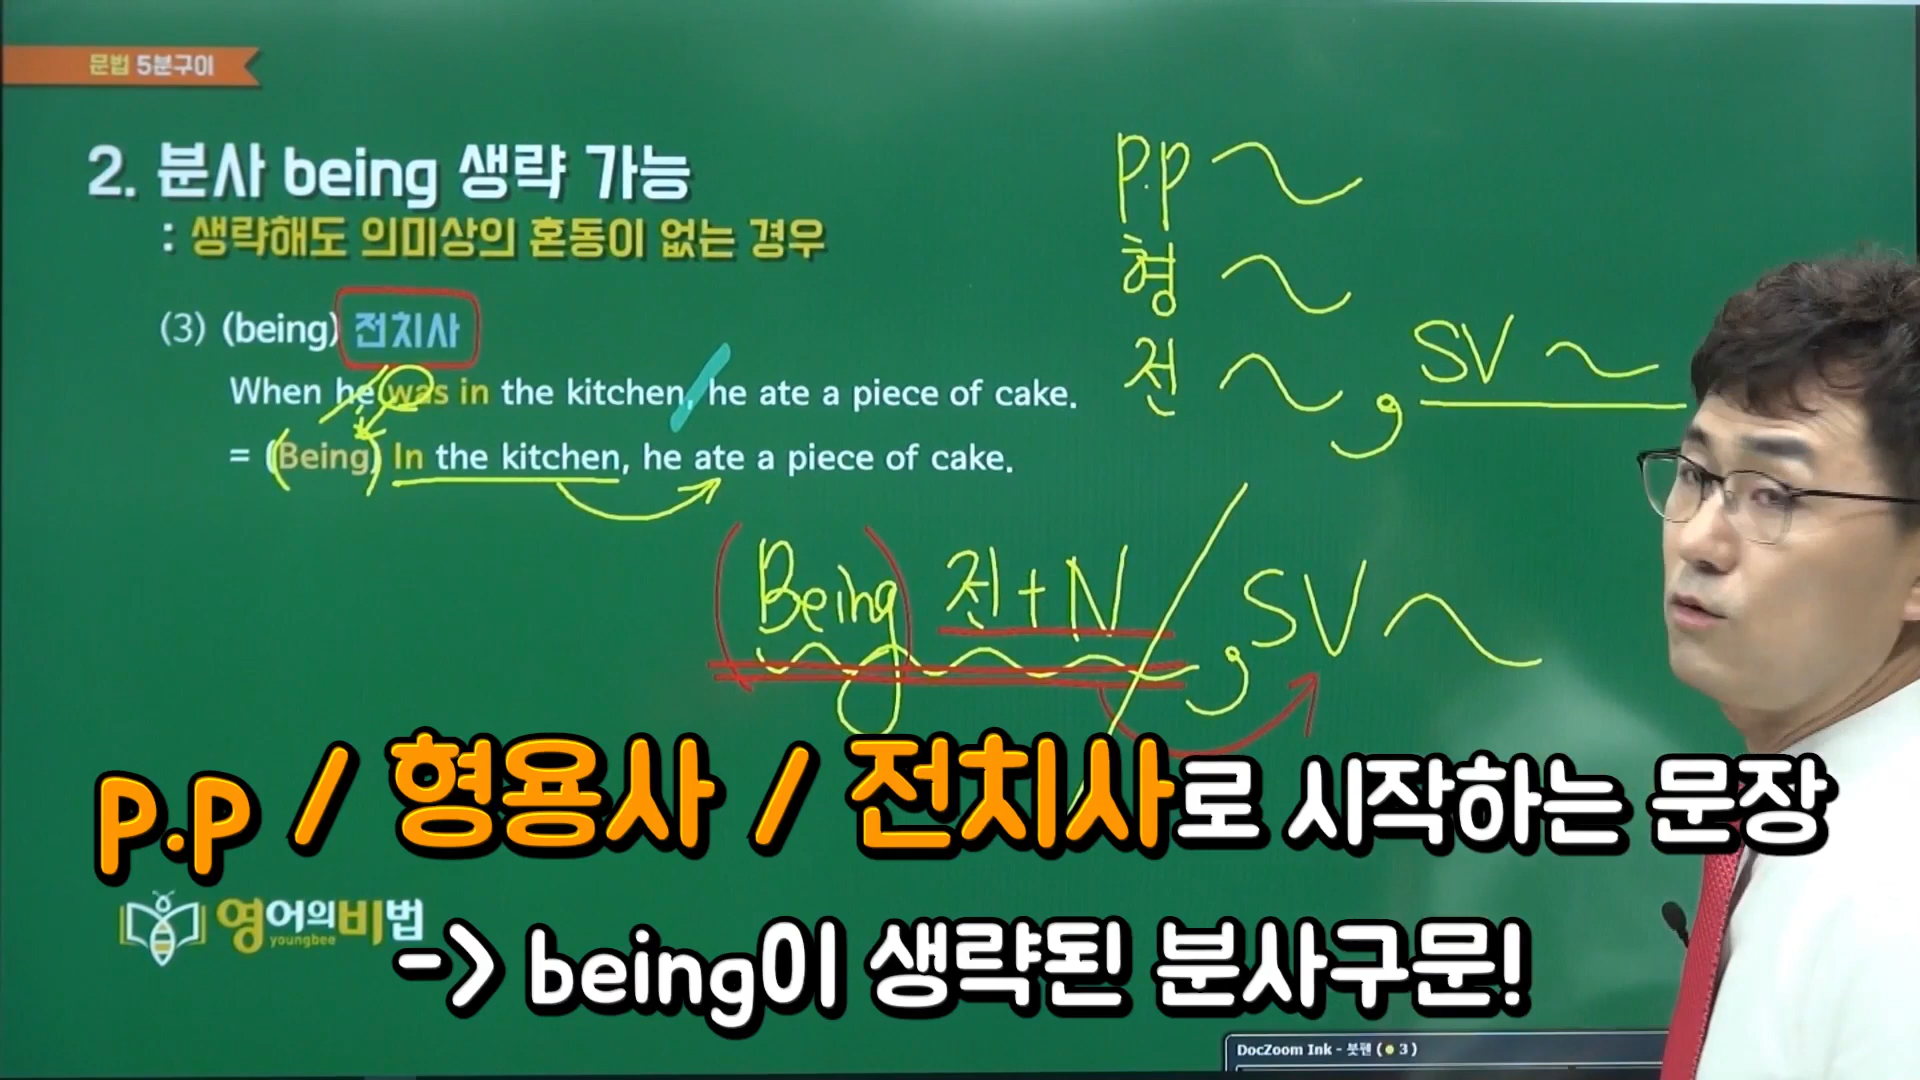 문법 5분구이
2. 분사 being 생략 가능
: 생략해도 의미상의 혼동이 없는 경우
(3) (being) 전치사
When he was in the kitchen, he ate a piece of cake.
= (Being) In the kitchen, he ate a piece of cake.
p.p ~
형 ~
전 ~, SV ~
(Being) 전+N, SV ~
p.p / 형용사 / 전치사로 시작하는 문장
-> being이 생략된 분사구문!
영어의비법
youngbee
DocZoom Ink - 붓펜 ( 3 )